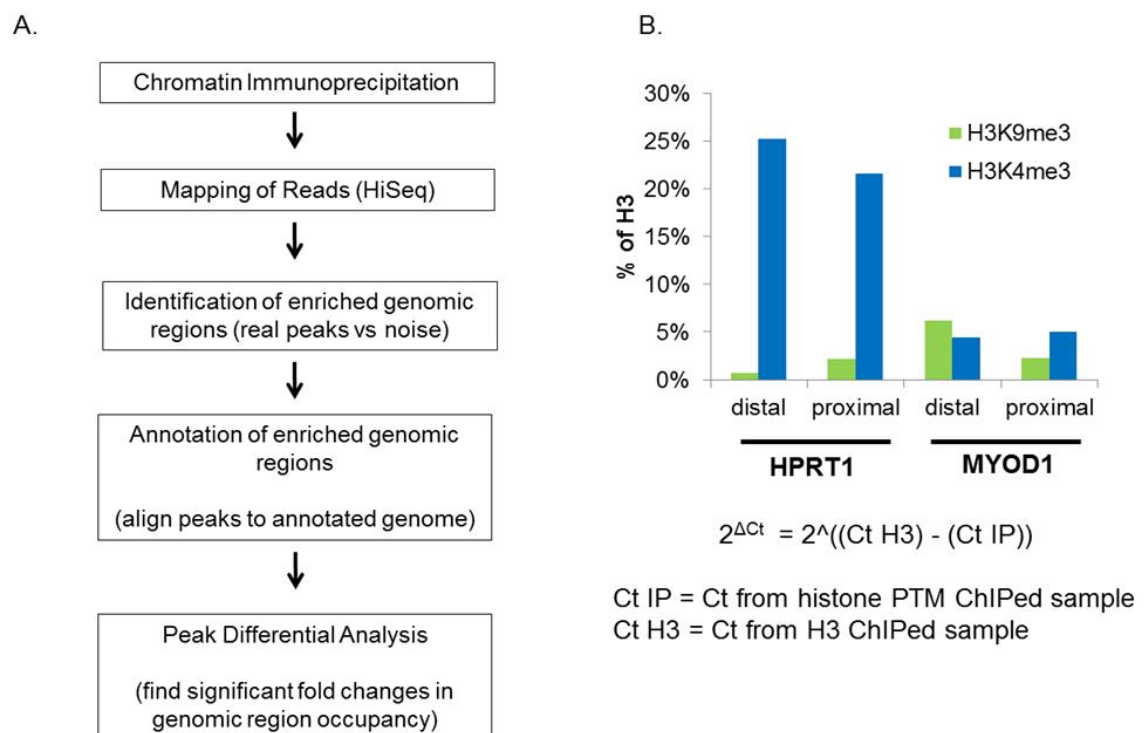 A.
Chromatin Immunoprecipitation
Mapping of Reads (HiSeq)
Identification of enriched genomic
regions (real peaks vs noise)
Annotation of enriched genomic
regions
(align peaks to annotated genome)
Peak Differential Analysis
(find significant fold changes in
genomic region occupancy)
B.
30%
25%
20%
15%
10%
5%
0%
% of H3
H3K9me3
H3K4me3
distal proximal distal proximal
HPRT1 MYOD1
2^ΔCt = 2^((Ct H3) - (Ct IP))
Ct IP = Ct from histone PTM ChIPed sample
Ct H3 = Ct from H3 ChIPed sample